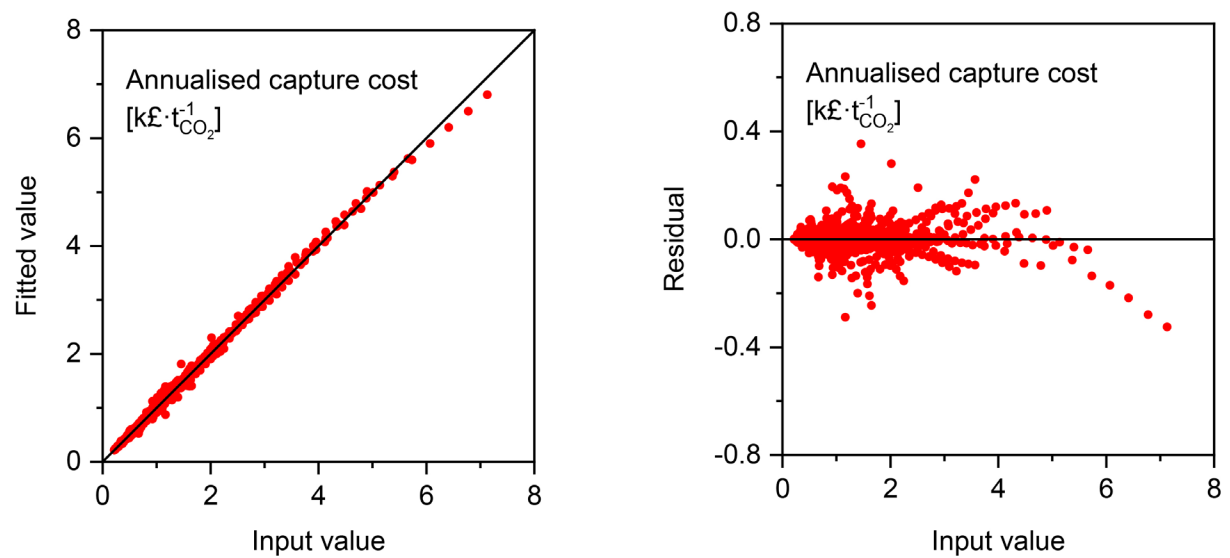 8
6
4
2
0
0
2
4
6
8
Fitted value
Input value
Annualised capture cost
[k£·t⁻¹CO₂]
0.8
0.4
0.0
-0.4
-0.8
0
2
4
6
8
Residual
Input value
Annualised capture cost
[k£·t⁻¹CO₂]